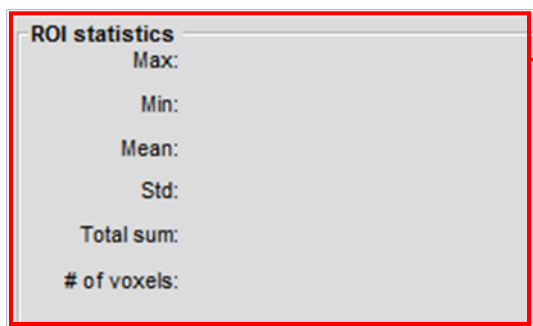 ROI statistics
Max:
Min:
Mean:
Std:
Total sum:
# of voxels: